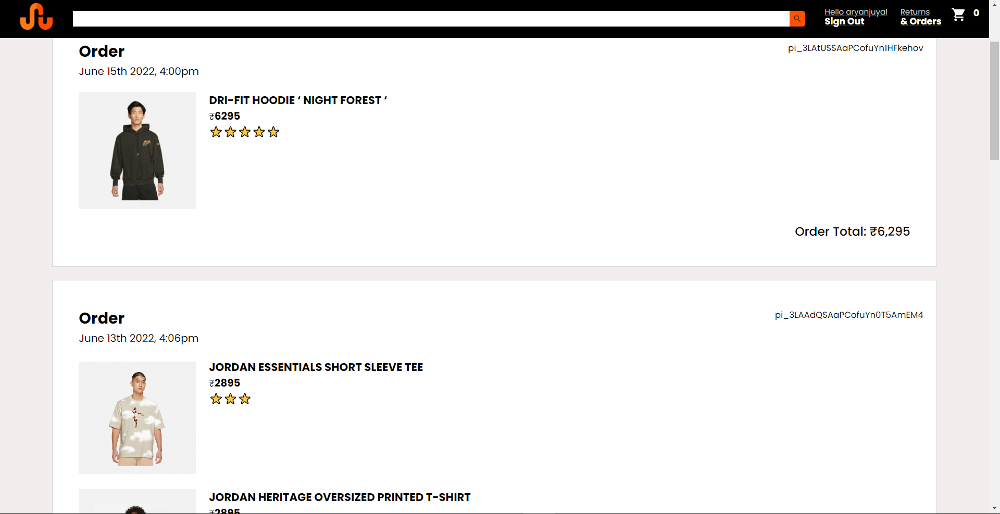 Hello aryanjuyal
Sign Out
Returns
& Orders
0
Order
pi_3LAtUSSAaPCofuYn1HFkehov
June 15th 2022, 4:00pm
DRI-FIT HOODIE ‘ NIGHT FOREST ‘
₹6295
Order Total: ₹6,295
Order
pi_3LAAdQSAaPCofuYn0T5AmEM4
June 13th 2022, 4:06pm
JORDAN ESSENTIALS SHORT SLEEVE TEE
₹2895
JORDAN HERITAGE OVERSIZED PRINTED T-SHIRT
₹2895